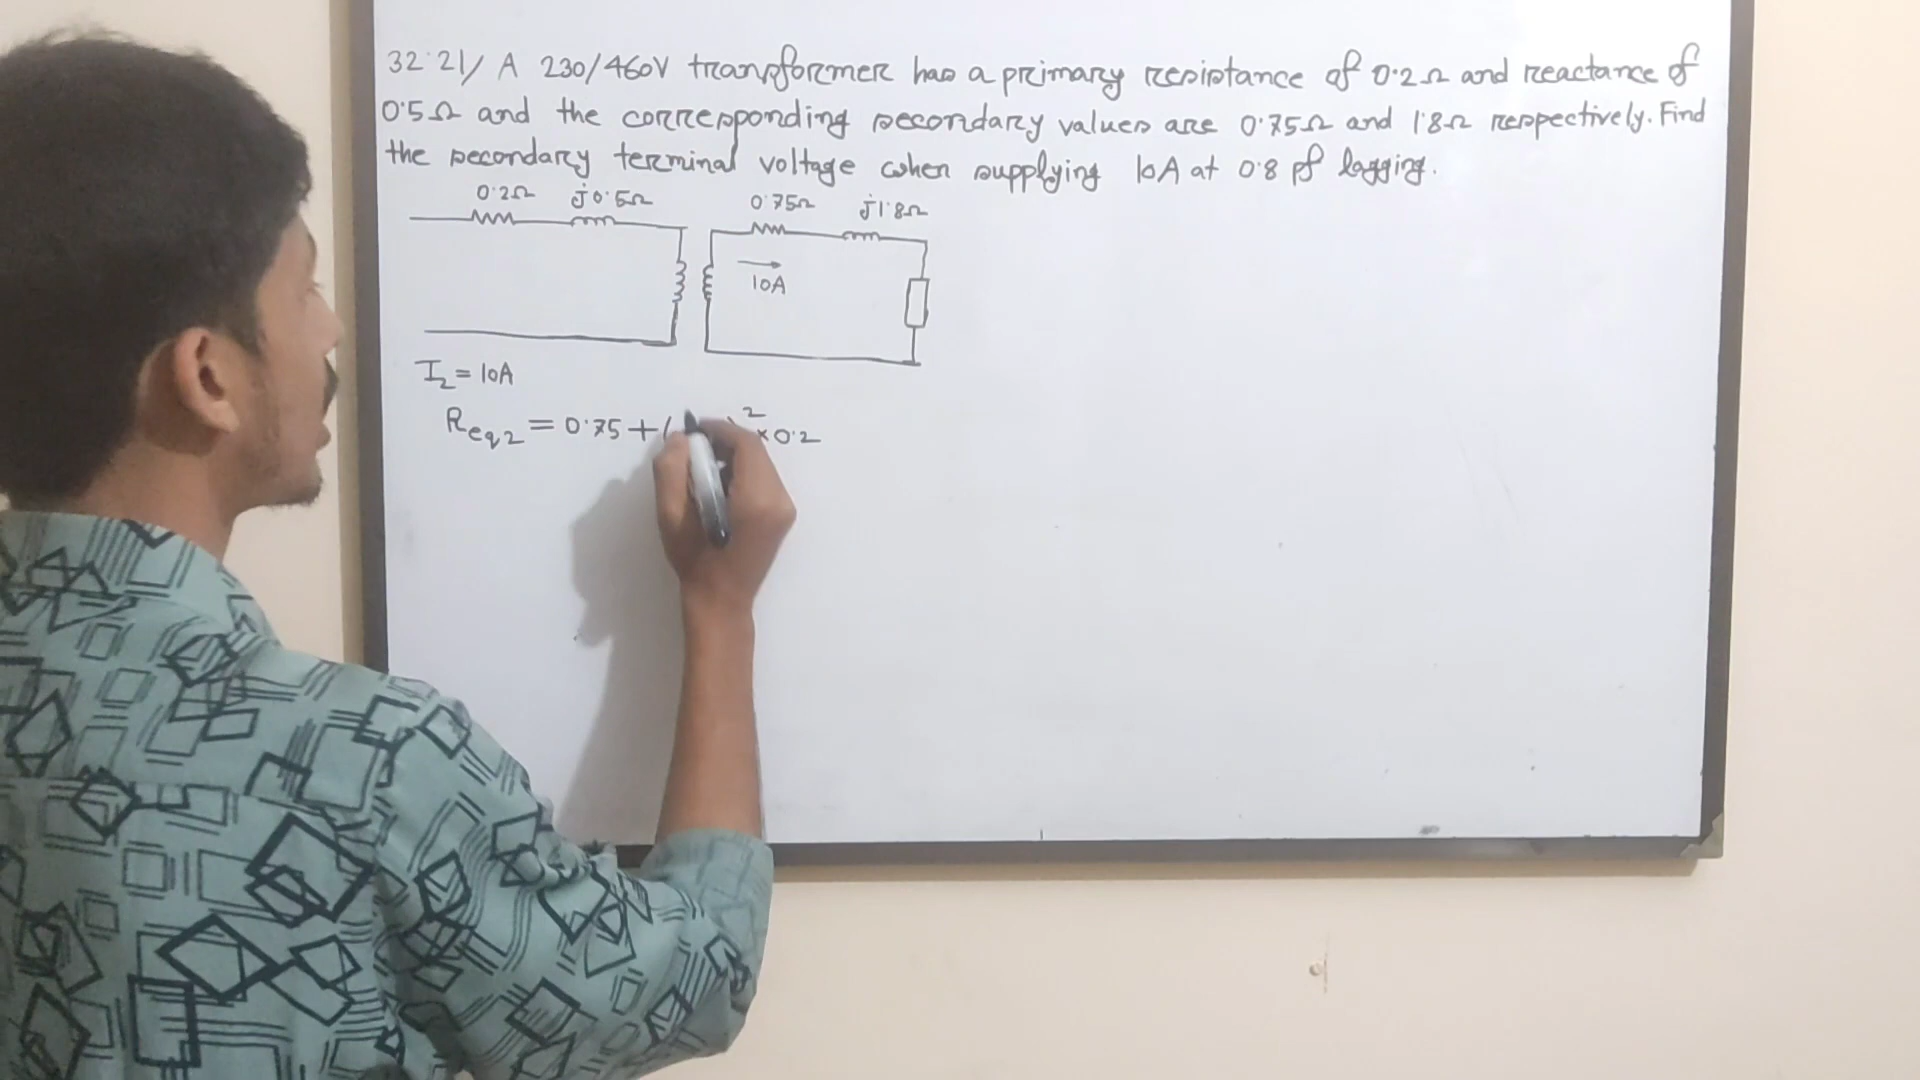 32.21/ A 230/460V transformer has a primary resistance of 0.2Ω and reactance of
0.5Ω and the corresponding secondary values are 0.75Ω and 1.8Ω respectively. Find
the secondary terminal voltage when supplying 10A at 0.8 pf lagging.
0.2Ω j0.5Ω 0.75Ω j1.8Ω
10A
I₂ = 10A
R_eq2 = 0.75 + ( )² × 0.2